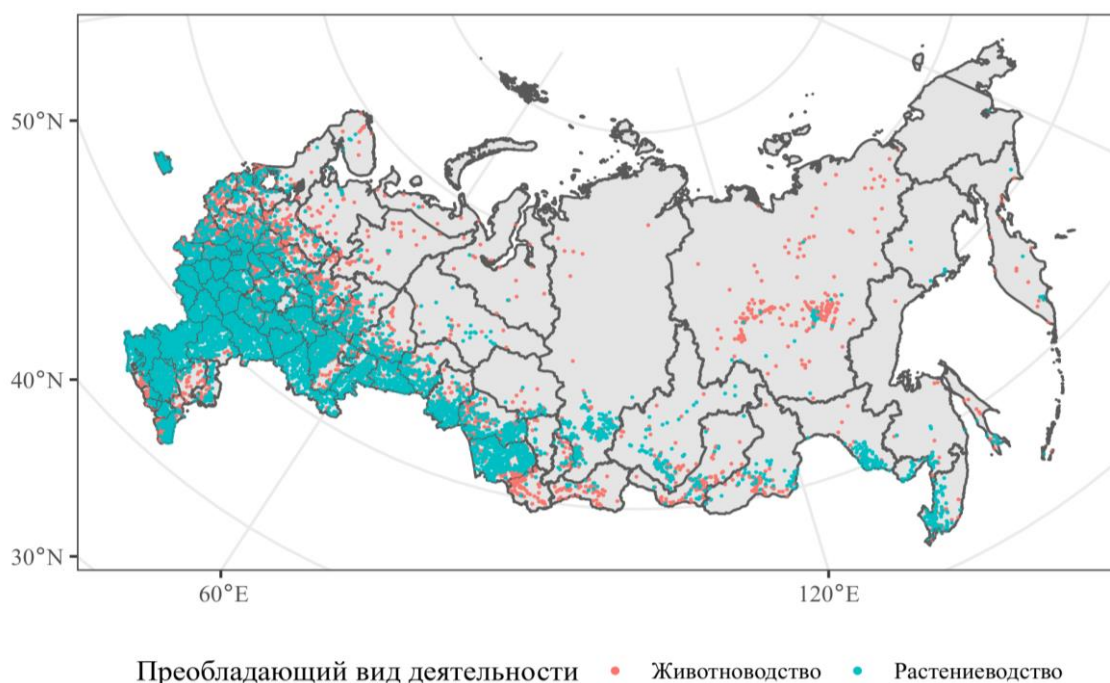 50°N
40°N
30°N
60°E
120°E
Преобладающий вид деятельности Животноводство Растениеводство